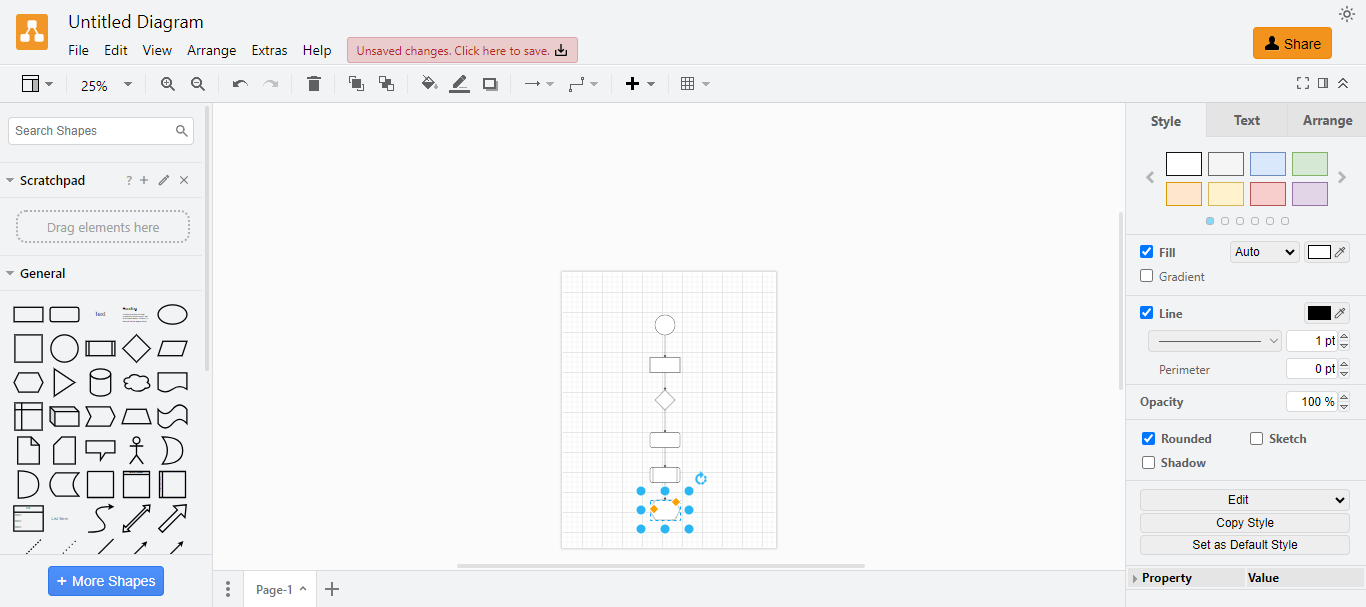 Untitled Diagram
File Edit View Arrange Extras Help Unsaved changes. Click here to save.
Share
25%
Search Shapes
Scratchpad ?
Drag elements here
General
Text
Heading
List Item
+ More Shapes
Page-1
Style Text Arrange
Fill Auto
Gradient
Line
1 pt
Perimeter 0 pt
Opacity 100 %
Rounded Sketch
Shadow
Edit
Copy Style
Set as Default Style
Property Value